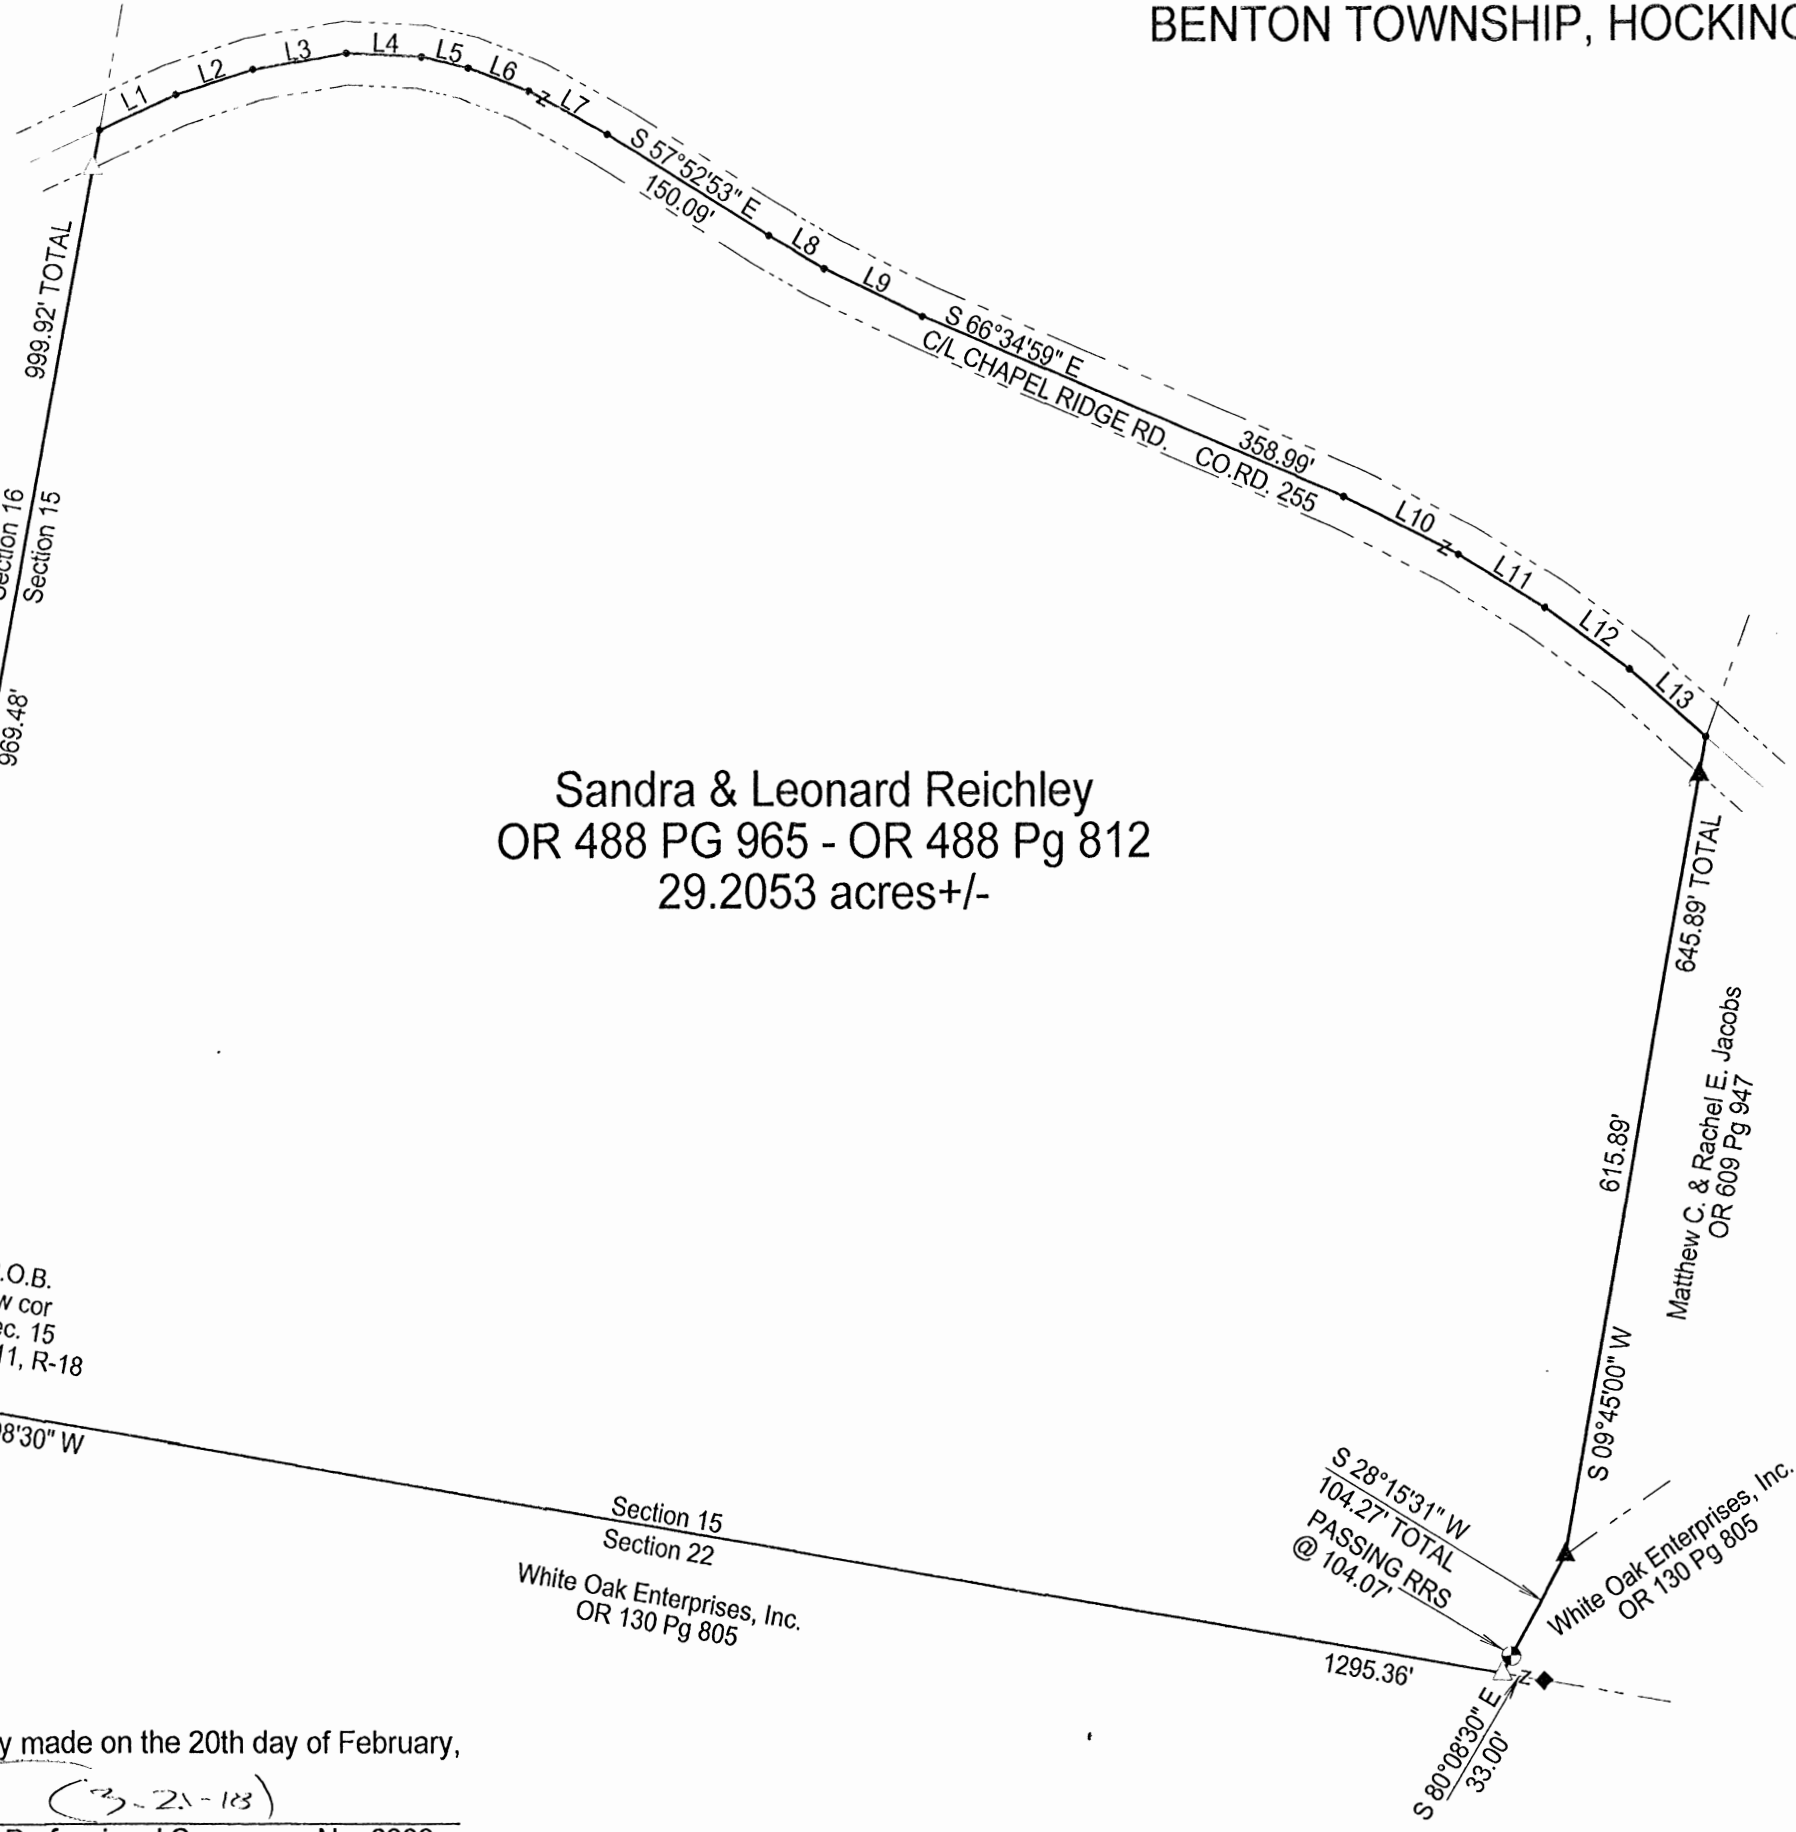 BENTON TOWNSHIP, HOCKING
L1
L2
L3
L4
L5
L6
L7
S 57°52'53" E
150.09'
L8
L9
S 66°34'59" E
358.99'
C/L CHAPEL RIDGE RD. CO.RD. 255
L10
L11
L12
L13
999.92' TOTAL
Section 16
Section 15
969.48'
Sandra & Leonard Reichley
OR 488 PG 965 - OR 488 Pg 812
29.2053 acres+/-
645.89' TOTAL
615.89'
S 09°45'00" W
Matthew C. & Rachel E. Jacobs
OR 609 Pg 947
.O.B.
w cor
ec. 15
11, R-18
08'30" W
Section 15
Section 22
White Oak Enterprises, Inc.
OR 130 Pg 805
1295.36'
S 28°15'31" W
104.27' TOTAL
PASSING RRS
@ 104.07'
White Oak Enterprises, Inc.
OR 130 Pg 805
S 80°08'30" E
33.00'
y made on the 20th day of February,